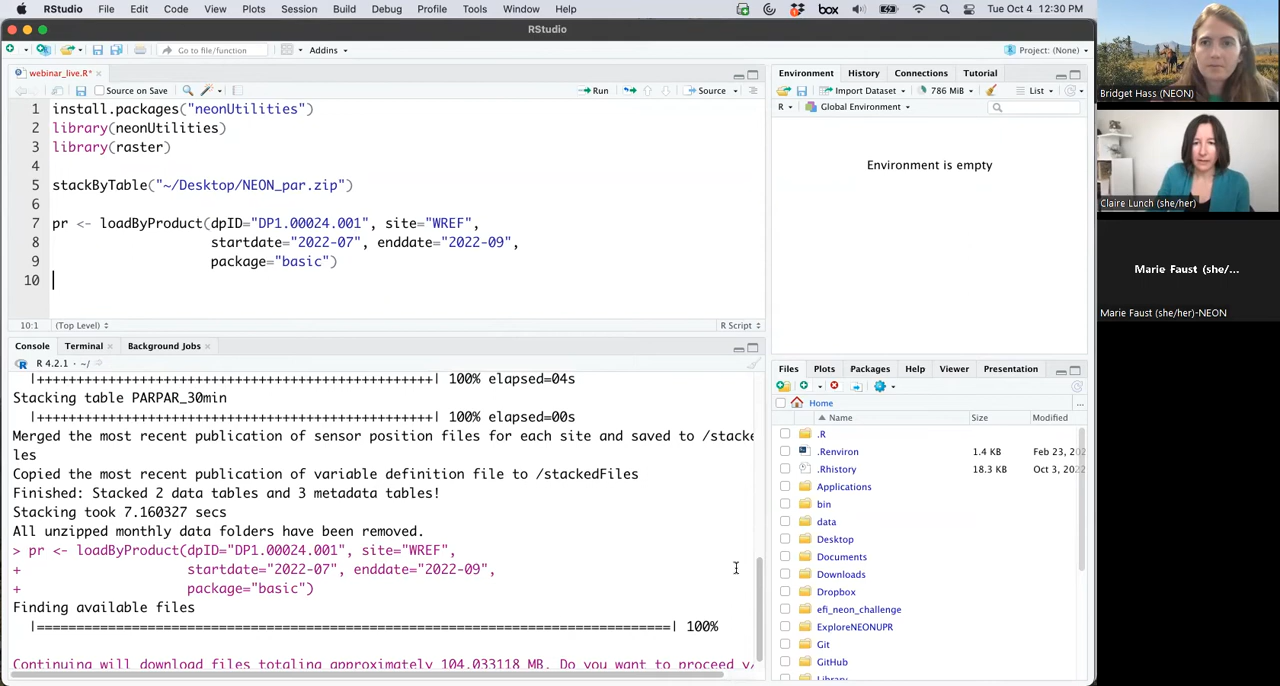 RStudio File Edit Code View Plots Session Build Debug Profile Tools Window Help box Tue Oct 4 12:30 PM
RStudio
Go to file/function Addins Project: (None)
webinar_live.R*
Source on Save Run Source
1 install.packages("neonUtilities")
2 library(neonUtilities)
3 library(raster)
4
5 stackByTable("~/Desktop/NEON_par.zip")
6
7 pr <- loadByProduct(dpID="DP1.00024.001", site="WREF",
8 startdate="2022-07", enddate="2022-09",
9 package="basic")
10
10:1 (Top Level) R Script
Console Terminal Background Jobs
R 4.2.1 · ~/
|++++++++++++++++++++++++++++++++++++++++++++++++++| 100% elapsed=04s
Stacking table PARPAR_30min
|++++++++++++++++++++++++++++++++++++++++++++++++++| 100% elapsed=00s
Merged the most recent publication of sensor position files for each site and saved to /stacke
les
Copied the most recent publication of variable definition file to /stackedFiles
Finished: Stacked 2 data tables and 3 metadata tables!
Stacking took 7.160327 secs
All unzipped monthly data folders have been removed.
> pr <- loadByProduct(dpID="DP1.00024.001", site="WREF",
+ startdate="2022-07", enddate="2022-09",
+ package="basic")
Finding available files
|======================================================================| 100%
Continuing will download files totaling approximately 104.033118 MB. Do you want to proceed y/
Environment History Connections Tutorial
Import Dataset 786 MiB List
R Global Environment
Environment is empty
Files Plots Packages Help Viewer Presentation
Home
Name Size Modified
.R
.Renviron 1.4 KB Feb 23, 202
.Rhistory 18.3 KB Oct 3, 2022
Applications
bin
data
Desktop
Documents
Downloads
Dropbox
efi_neon_challenge
ExploreNEONUPR
Git
GitHub
Library
Bridget Hass (NEON)
Claire Lunch (she/her)
Marie Faust (she/...
Marie Faust (she/her)-NEON